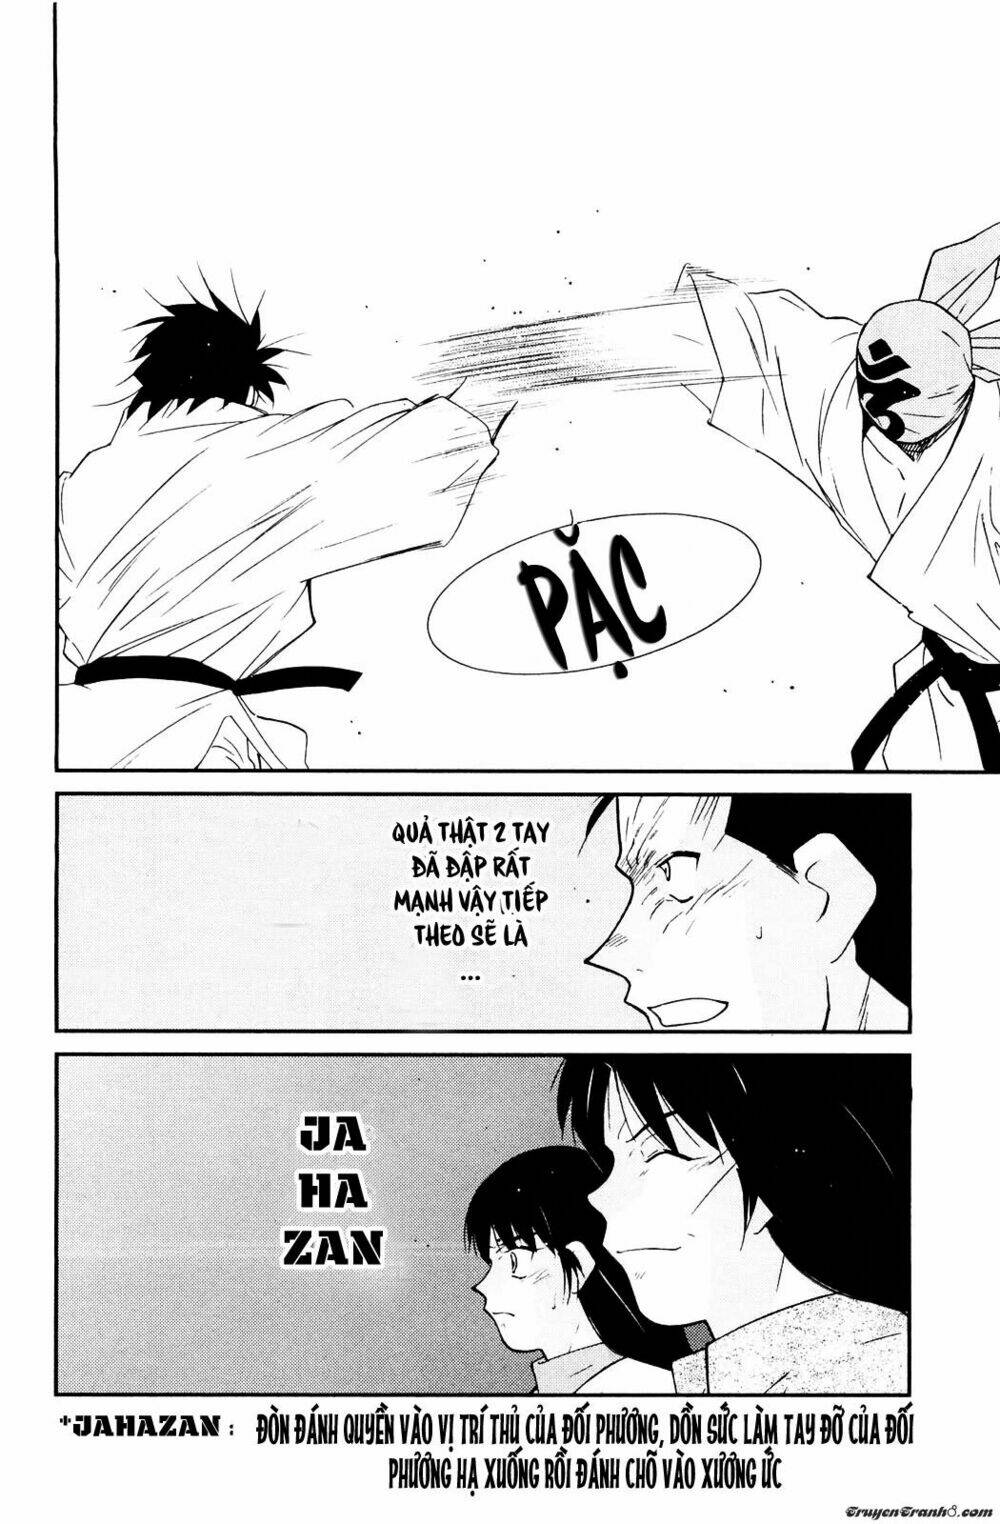 PẶC
QUẢ THẬT 2 TAY
ĐÃ ĐẬP RẤT
MẠNH VẬY TIẾP
THEO SẼ LÀ
...
JA
HA
ZAN
*JAHAZAN : ĐÒN ĐÁNH QUYỀN VÀO VỊ TRÍ THỦ CỦA ĐỐI PHƯƠNG, DỒN SỨC LÀM TAY ĐỠ CỦA ĐỐI
PHƯƠNG HẠ XUỐNG RỒI ĐÁNH CHÕ VÀO XƯƠNG ỨC
TruyenTranh8.com